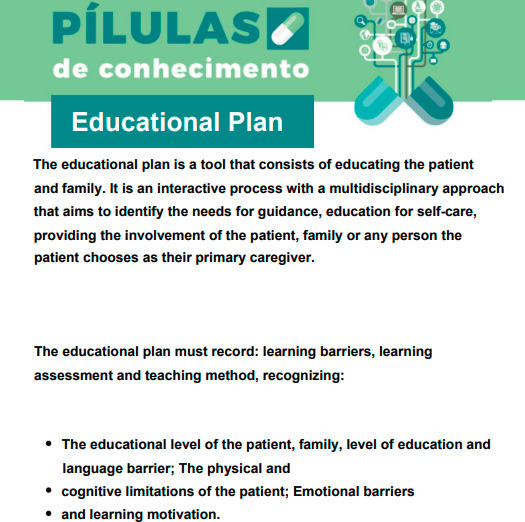 PÍLULAS
de conhecimento
Educational Plan
The educational plan is a tool that consists of educating the patient
and family. It is an interactive process with a multidisciplinary approach
that aims to identify the needs for guidance, education for self-care,
providing the involvement of the patient, family or any person the
patient chooses as their primary caregiver.
The educational plan must record: learning barriers, learning
assessment and teaching method, recognizing:
• The educational level of the patient, family, level of education and
language barrier; The physical and
• cognitive limitations of the patient; Emotional barriers
• and learning motivation.